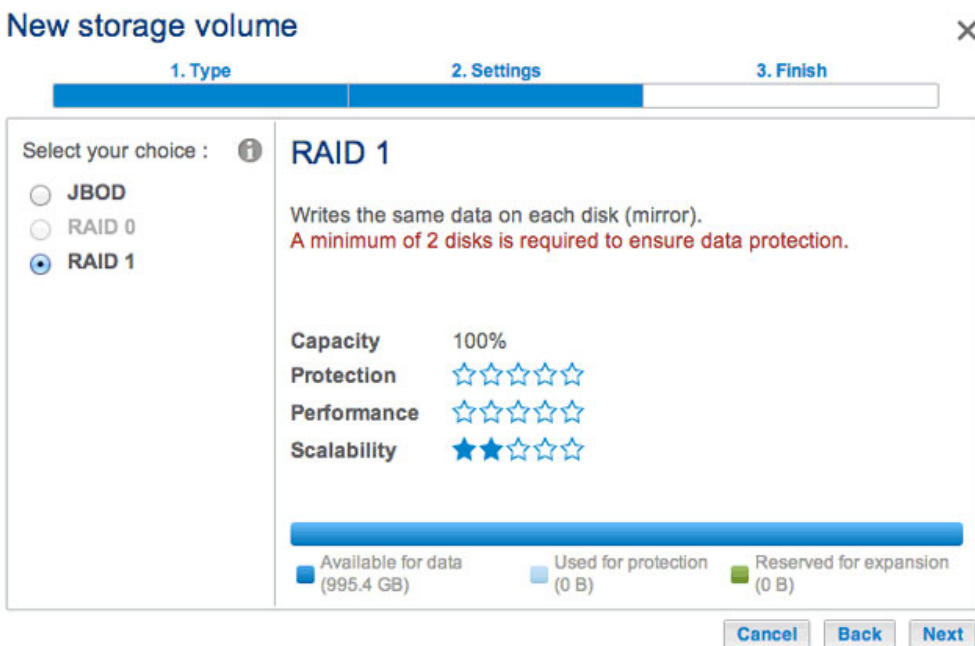 New storage volume
1. Type
2. Settings
3. Finish
Select your choice :
JBOD
RAID 0
RAID 1
RAID 1
Writes the same data on each disk (mirror).
A minimum of 2 disks is required to ensure data protection.
Capacity 100%
Protection
Performance
Scalability
Available for data
(995.4 GB)
Used for protection
(0 B)
Reserved for expansion
(0 B)
Cancel Back Next